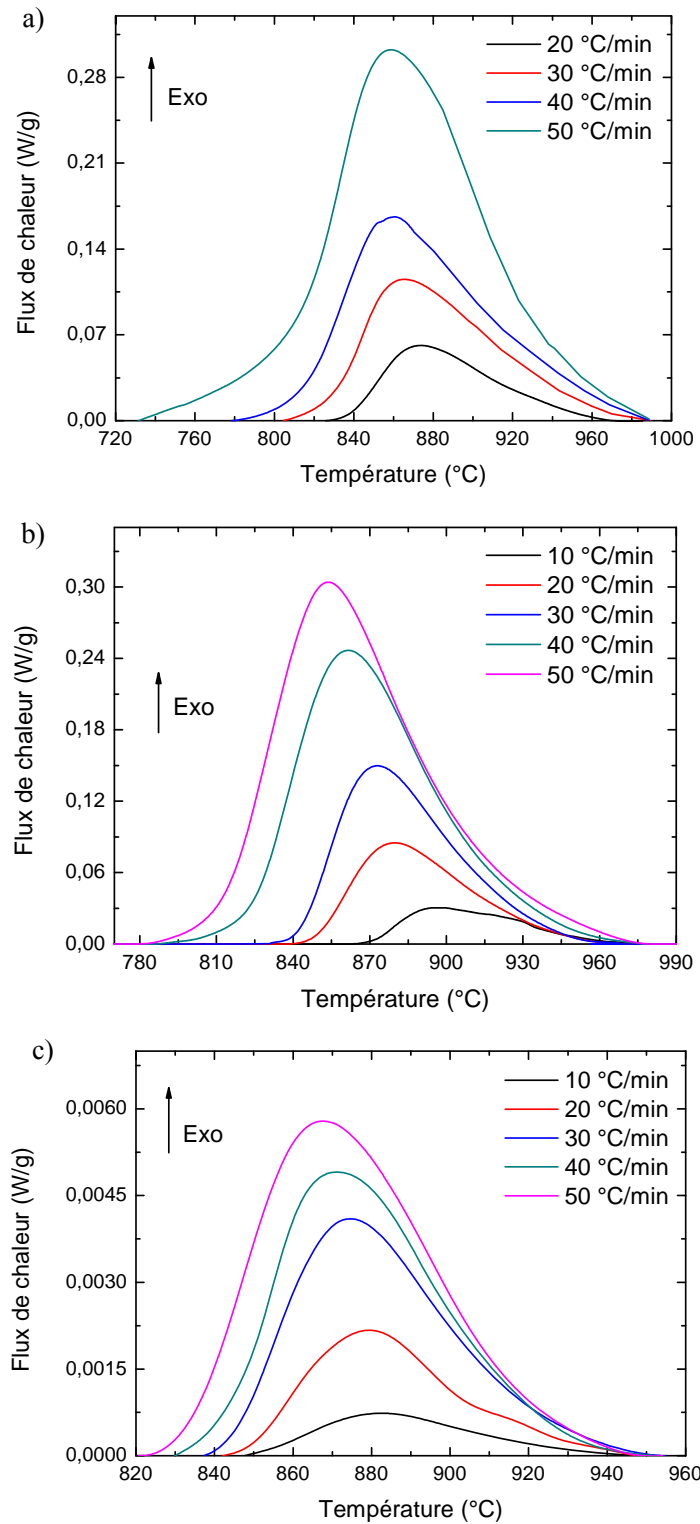 a)
Flux de chaleur (W/g)
0,28
0,21
0,14
0,07
0,00
Exo
20 °C/min
30 °C/min
40 °C/min
50 °C/min
720 760 800 840 880 920 960 1000
Température (°C)
b)
Flux de chaleur (W/g)
0,30
0,24
0,18
0,12
0,06
0,00
Exo
10 °C/min
20 °C/min
30 °C/min
40 °C/min
50 °C/min
780 810 840 870 900 930 960 990
Température (°C)
c)
Flux de chaleur (W/g)
0,0060
0,0045
0,0030
0,0015
0,0000
Exo
10 °C/min
20 °C/min
30 °C/min
40 °C/min
50 °C/min
820 840 860 880 900 920 940 960
Température (°C)